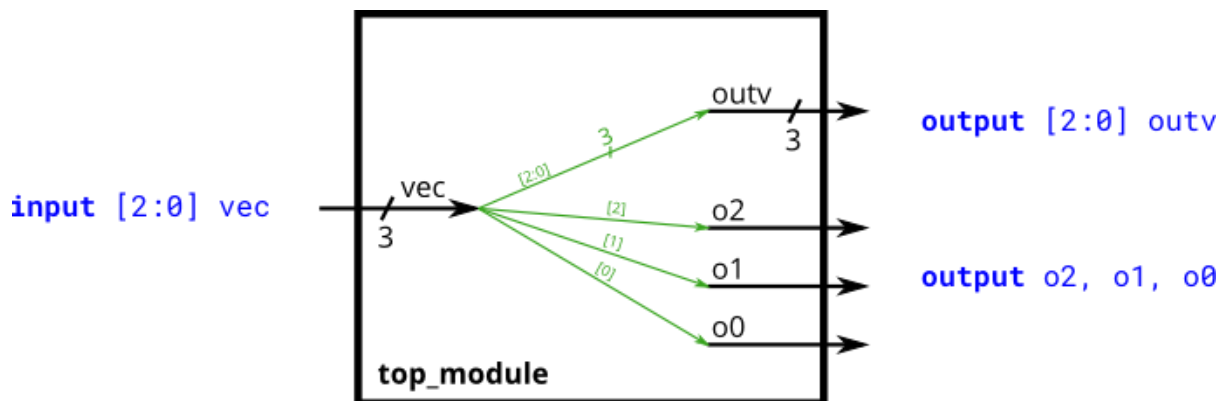 outv
3
3
[2:0]
output [2:0] outv
input [2:0] vec
vec
3
[2]
o2
[1]
o1
[0]
o0
output o2, o1, o0
top_module